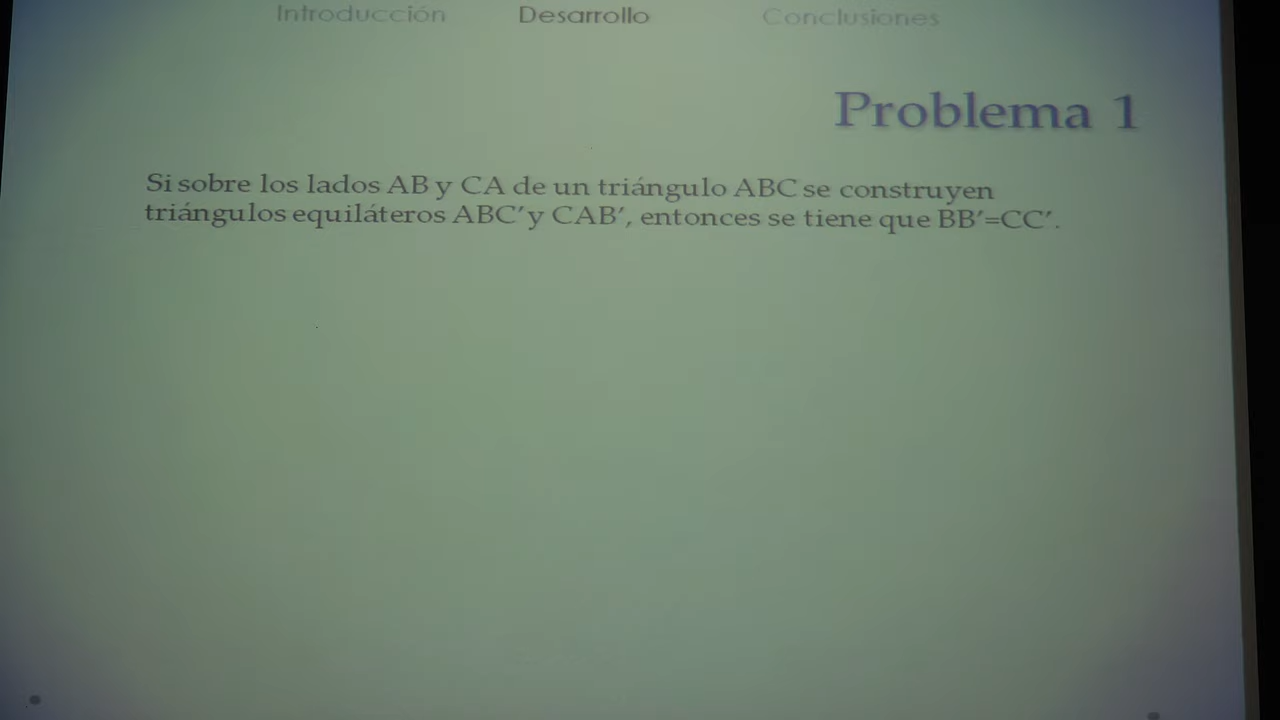 Introducción Desarrollo Conclusiones
Problema 1
Si sobre los lados AB y CA de un triángulo ABC se construyen
triángulos equiláteros ABC’ y CAB’, entonces se tiene que BB’=CC’.